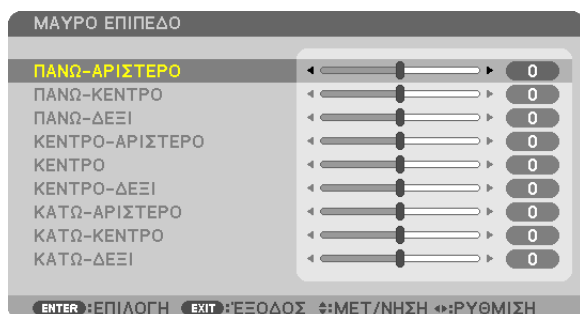 ΜΑΥΡΟ ΕΠΙΠΕΔΟ
ΠΑΝΩ-ΑΡΙΣΤΕΡΟ 0
ΠΑΝΩ-ΚΕΝΤΡΟ 0
ΠΑΝΩ-ΔΕΞΙ 0
ΚΕΝΤΡΟ-ΑΡΙΣΤΕΡΟ 0
ΚΕΝΤΡΟ 0
ΚΕΝΤΡΟ-ΔΕΞΙ 0
ΚΑΤΩ-ΑΡΙΣΤΕΡΟ 0
ΚΑΤΩ-ΚΕΝΤΡΟ 0
ΚΑΤΩ-ΔΕΞΙ 0
ENTER:ΕΠΙΛΟΓΗ EXIT:ΈΞΟΔΟΣ :ΜΕΤ/ΝΗΣΗ :ΡΥΘΜΙΣΗ